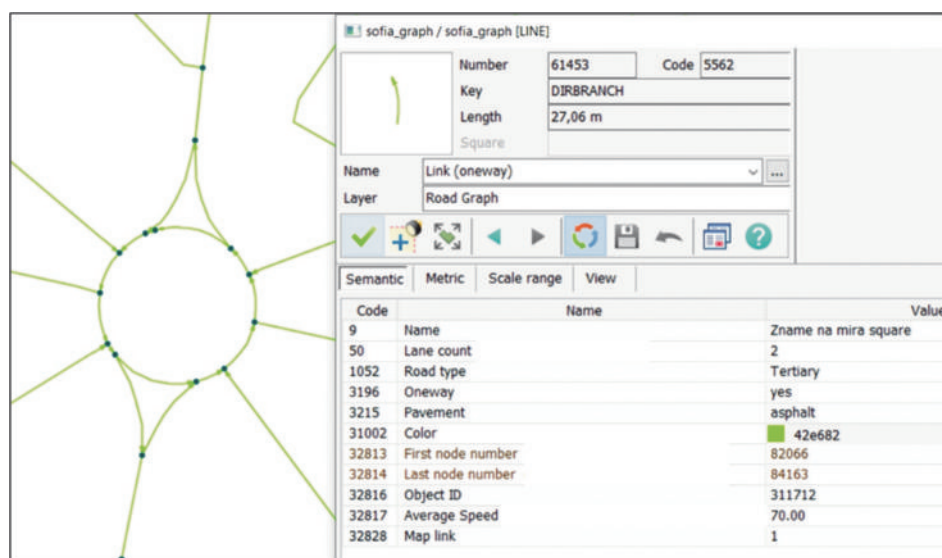 sofia_graph / sofia_graph [LINE]
Number 61453 Code 5562
Key DIRBRANCH
Length 27,06 m
Square
Name Link (oneway) ...
Layer Road Graph
Semantic Metric Scale range View
Code Name Value
9 Name Zname na mira square
50 Lane count 2
1052 Road type Tertiary
3196 Oneway yes
3215 Pavement asphalt
31002 Color 42e682
32813 First node number 82066
32814 Last node number 84163
32816 Object ID 311712
32817 Average Speed 70.00
32828 Map link 1